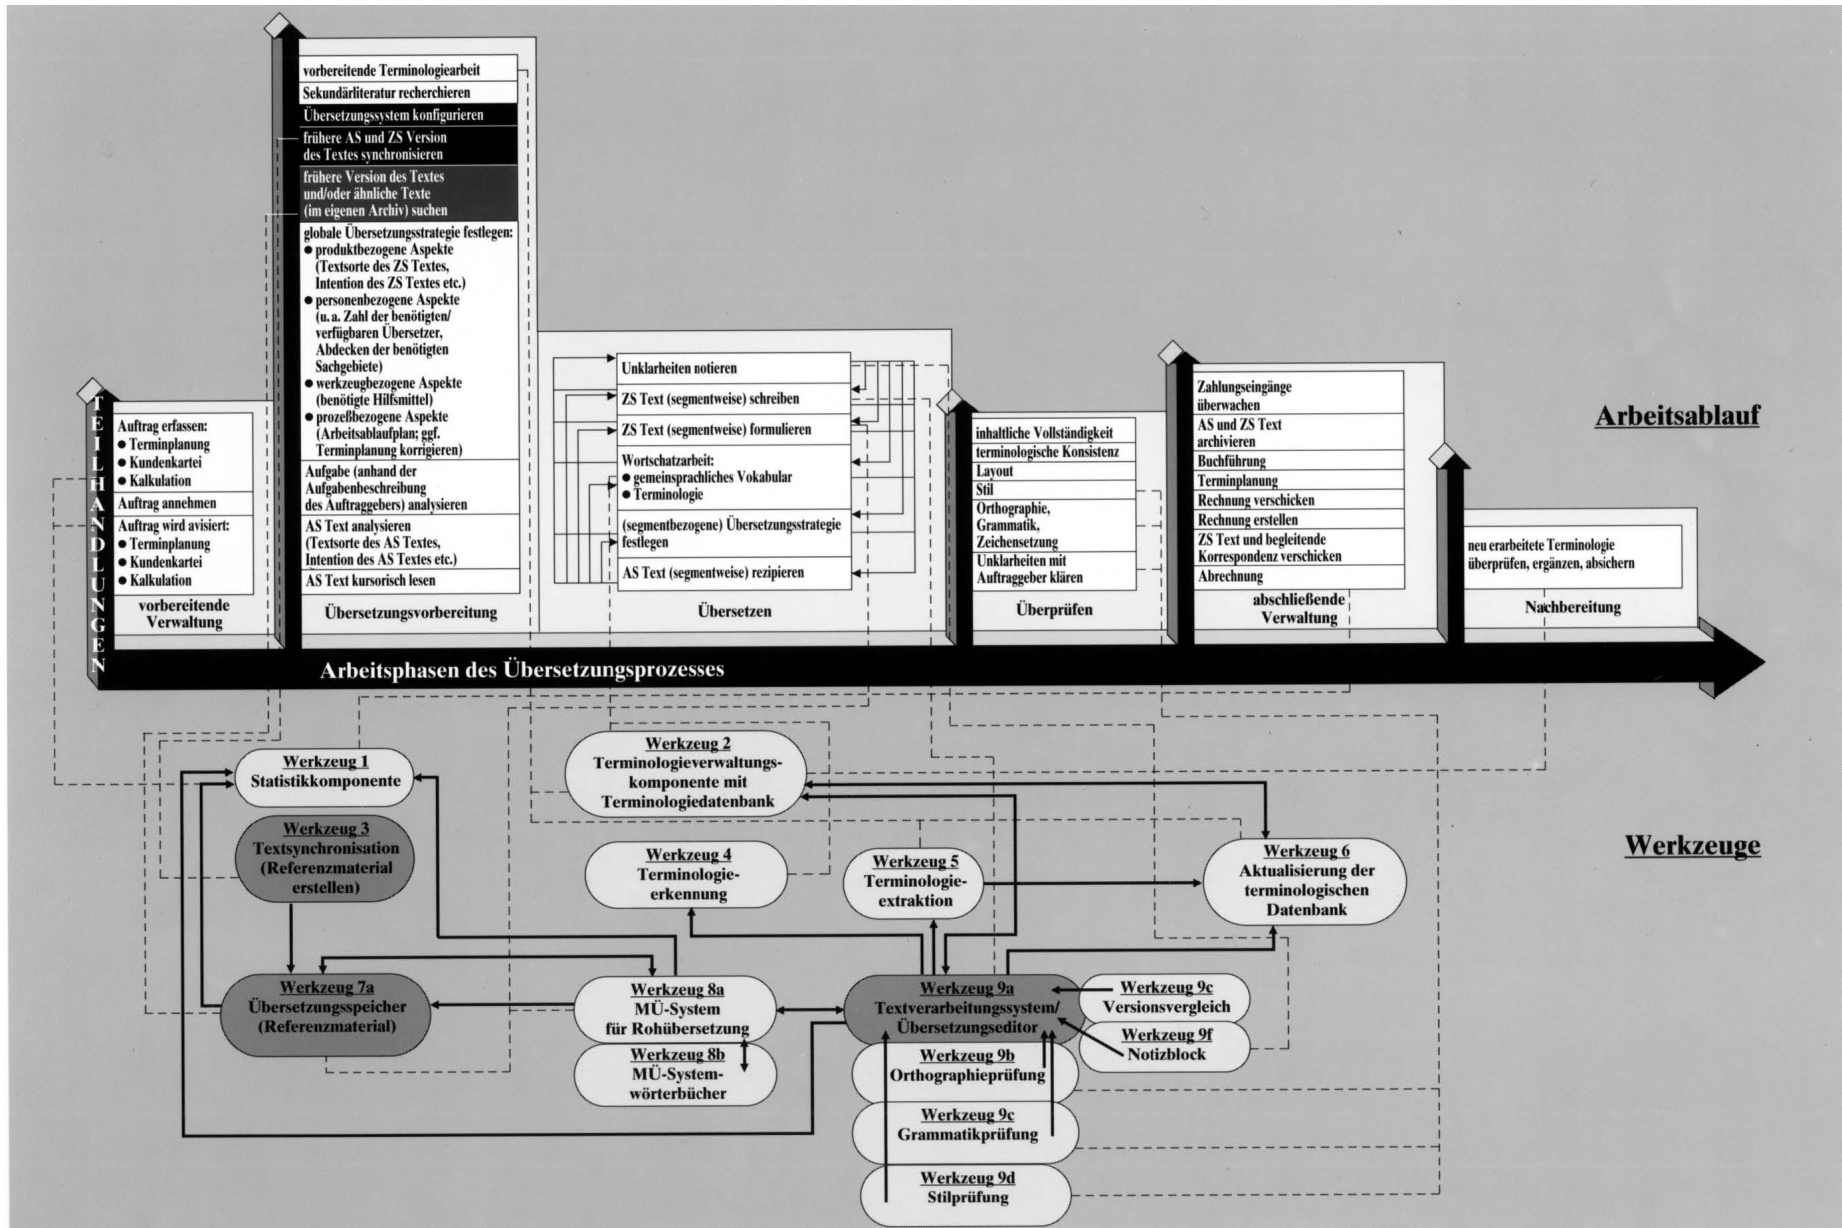 TEILHANDLUNGEN
Auftrag erfassen:
● Terminplanung
● Kundenkartei
● Kalkulation
Auftrag annehmen
Auftrag wird avisiert:
● Terminplanung
● Kundenkartei
● Kalkulation
vorbereitende
Verwaltung
vorbereitende Terminologiearbeit
Sekundärliteratur recherchieren
Übersetzungssystem konfigurieren
frühere AS und ZS Version
des Textes synchronisieren
frühere Version des Textes
und/oder ähnliche Texte
(im eigenen Archiv) suchen
globale Übersetzungsstrategie festlegen:
● produktbezogene Aspekte
(Textsorte des ZS Textes,
Intention des ZS Textes etc.)
● personenbezogene Aspekte
(u. a. Zahl der benötigten/
verfügbaren Übersetzer,
Abdecken der benötigten
Sachgebiete)
● werkzeugbezogene Aspekte
(benötigte Hilfsmittel)
● prozeßbezogene Aspekte
(Arbeitsablaufplan; ggf.
Terminplanung korrigieren)
Aufgabe (anhand der
Aufgabenbeschreibung
des Auftraggebers) analysieren
AS Text analysieren
(Textsorte des AS Textes,
Intention des AS Textes etc.)
AS Text kursorisch lesen
Übersetzungsvorbereitung
Unklarheiten notieren
ZS Text (segmentweise) schreiben
ZS Text (segmentweise) formulieren
Wortschatzarbeit:
● gemeinsprachliches Vokabular
● Terminologie
(segmentbezogene) Übersetzungsstrategie
festlegen
AS Text (segmentweise) rezipieren
Übersetzen
inhaltliche Vollständigkeit
terminologische Konsistenz
Layout
Stil
Orthographie,
Grammatik,
Zeichensetzung
Unklarheiten mit
Auftraggeber klären
Überprüfen
Zahlungseingänge
überwachen
AS und ZS Text
archivieren
Buchführung
Terminplanung
Rechnung verschicken
Rechnung erstellen
ZS Text und begleitende
Korrespondenz verschicken
Abrechnung
abschließende
Verwaltung
neu erarbeitete Terminologie
überprüfen, ergänzen, absichern
Nachbereitung
Arbeitsablauf
Arbeitsphasen des Übersetzungsprozesses
Werkzeug 1
Statistikkomponente
Werkzeug 2
Terminologieverwaltungs-
komponente mit
Terminologiedatenbank
Werkzeug 3
Textsynchronisation
(Referenzmaterial
erstellen)
Werkzeug 4
Terminologie-
erkennung
Werkzeug 5
Terminologie-
extraktion
Werkzeug 6
Aktualisierung der
terminologischen
Datenbank
Werkzeuge
Werkzeug 7a
Übersetzungsspeicher
(Referenzmaterial)
Werkzeug 8a
MÜ-System
für Rohübersetzung
Werkzeug 8b
MÜ-System-
wörterbücher
Werkzeug 9a
Textverarbeitungssystem/
Übersetzungseditor
Werkzeug 9c
Versionsvergleich
Werkzeug 9f
Notizblock
Werkzeug 9b
Orthographieprüfung
Werkzeug 9c
Grammatikprüfung
Werkzeug 9d
Stilprüfung